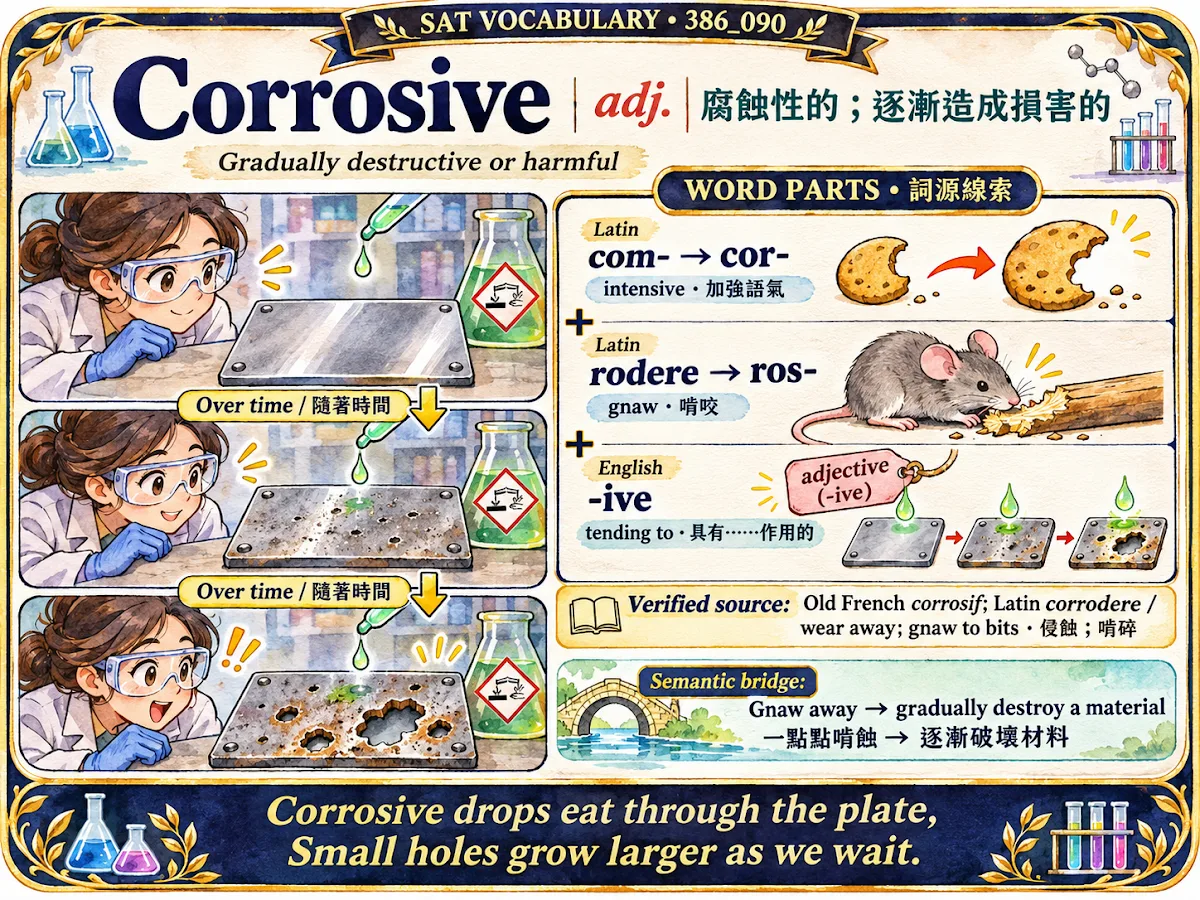 SAT VOCABULARY • 386_090
Corrosive
adj.
腐蝕性的；逐漸造成損害的
Gradually destructive or harmful
Over time / 隨著時間
Over time / 隨著時間
!!
WORD PARTS • 詞源線索
Latin
com- → cor-
intensive · 加強語氣
+
Latin
rodere → ros-
gnaw · 啃咬
+
English
-ive
tending to · 具有……作用的
adjective
(-ive)
Verified source: Old French corrosif; Latin corrodere /
wear away; gnaw to bits · 侵蝕；啃碎
Semantic bridge:
Gnaw away → gradually destroy a material
一點點啃蝕 → 逐漸破壞材料
Corrosive drops eat through the plate,
Small holes grow larger as we wait.